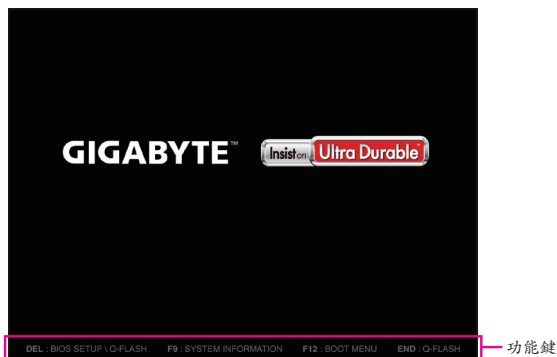 GIGABYTE™
Insist on Ultra Durable™
DEL : BIOS SETUP \ Q-FLASH F9 : SYSTEM INFORMATION F12 : BOOT MENU END : Q-FLASH
功能鍵